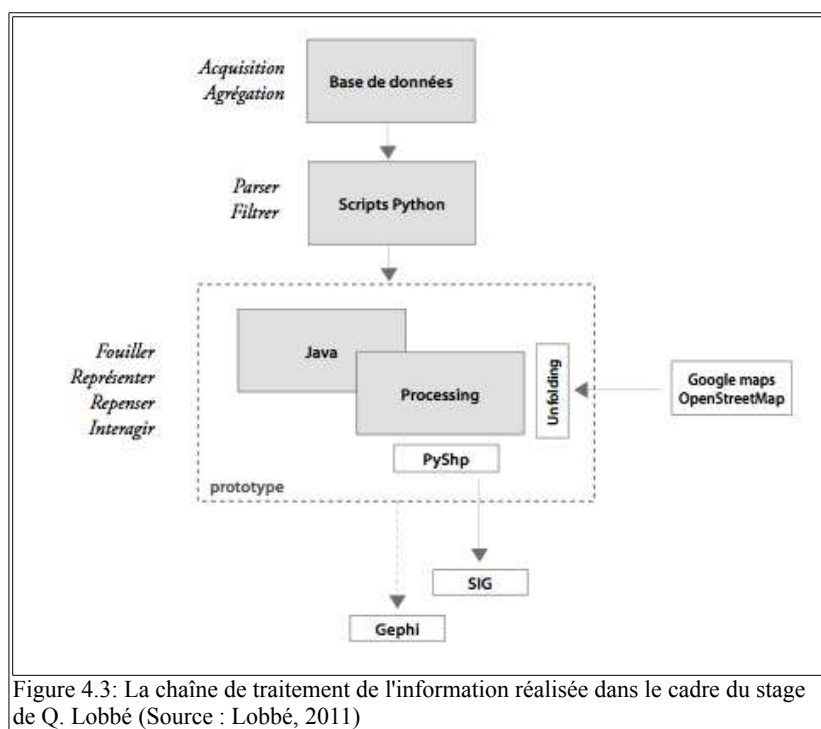 Acquisition
Agrégation
Base de données
Parser
Filtrer
Scripts Python
Fouiller
Représenter
Repenser
Interagir
Java
Processing
Unfolding
Google maps
OpenStreetMap
PyShp
prototype
SIG
Gephi
Figure 4.3: La chaîne de traitement de l'information réalisée dans le cadre du stage
de Q. Lobbé (Source : Lobbé, 2011)